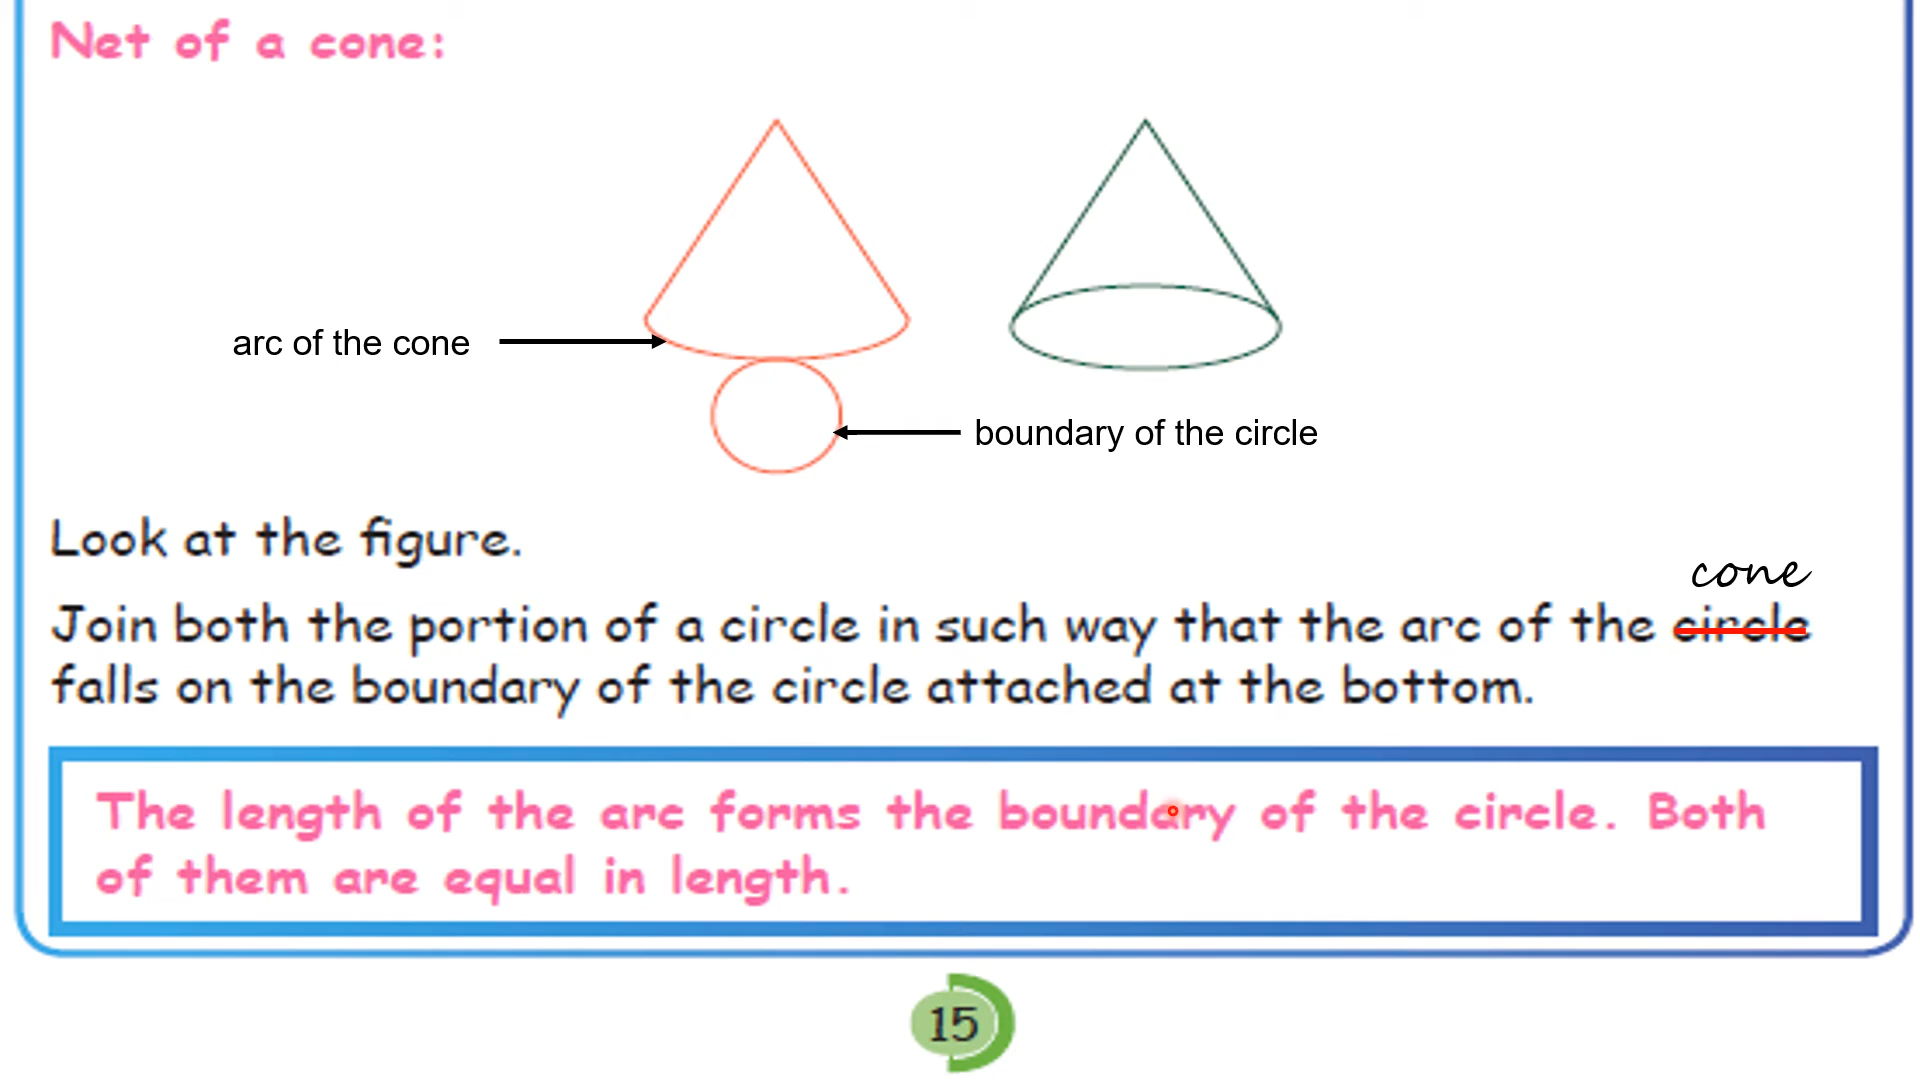 Net of a cone:
arc of the cone
boundary of the circle
Look at the figure.
cone
Join both the portion of a circle in such way that the arc of the circle
falls on the boundary of the circle attached at the bottom.
The length of the arc forms the boundary of the circle. Both
of them are equal in length.
15